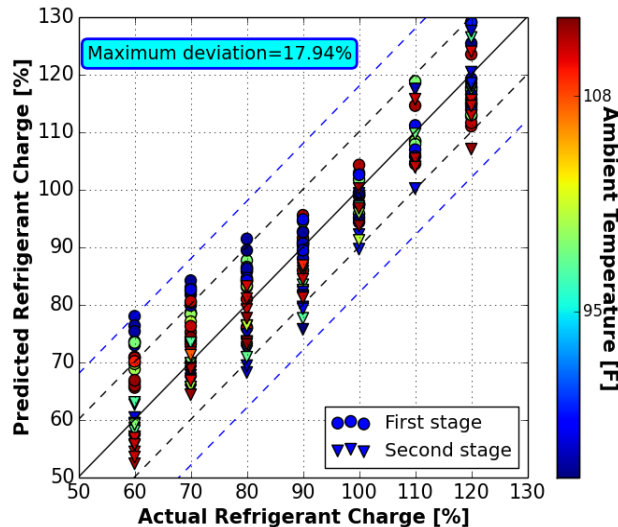 Maximum deviation=17.94%
130
120
110
100
90
80
70
60
50
Predicted Refrigerant Charge [%]
50 60 70 80 90 100 110 120 130
Actual Refrigerant Charge [%]
First stage
Second stage
108
95
Ambient Temperature [F]